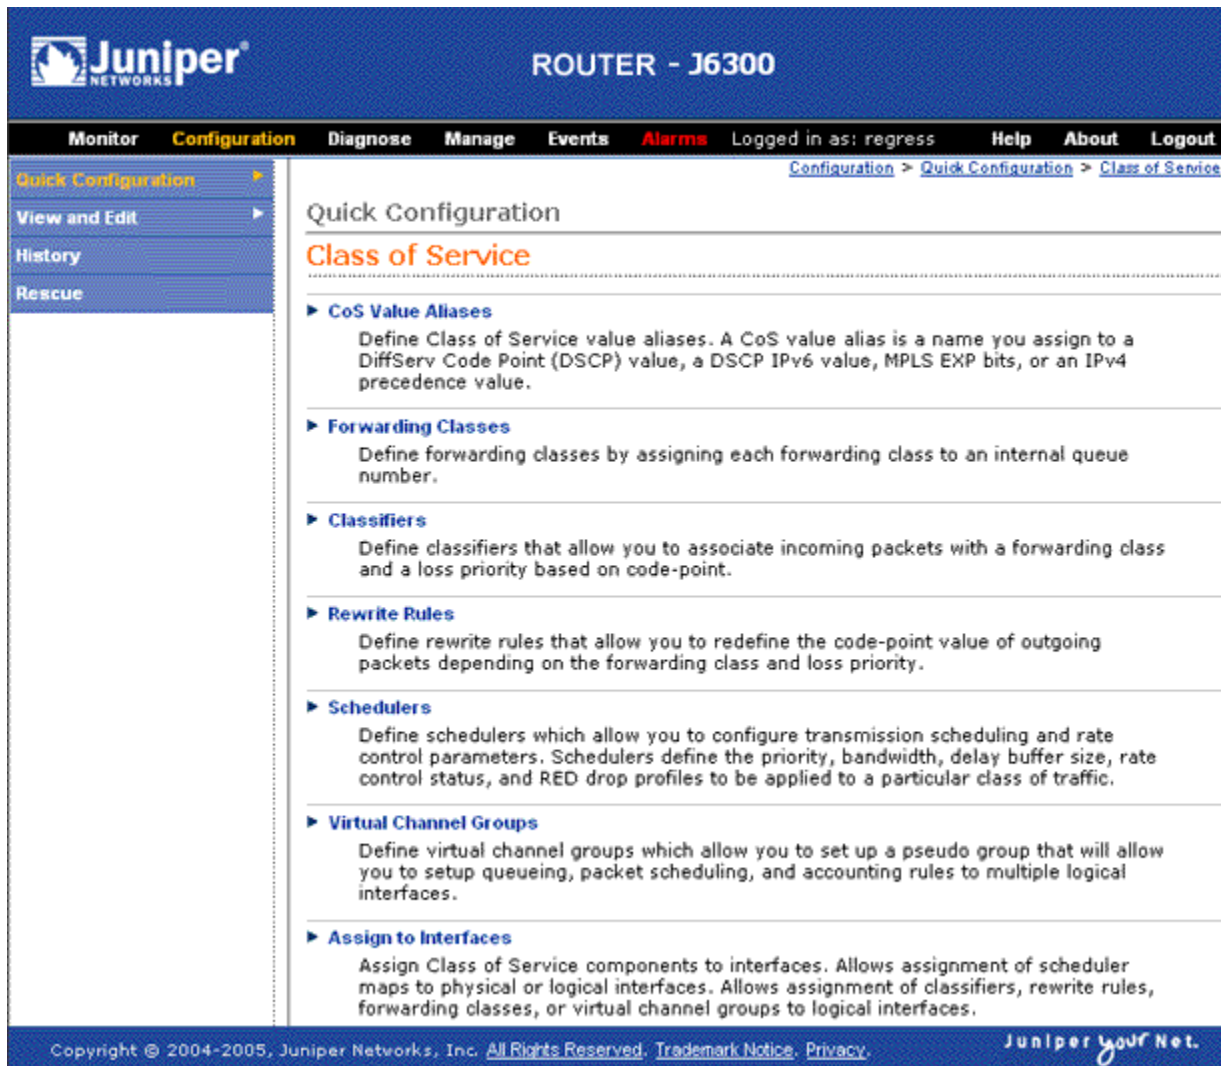 Juniper®
NETWORKS
ROUTER - J6300
Monitor Configuration Diagnose Manage Events Alarms Logged in as: regress Help About Logout
Configuration > Quick Configuration > Class of Service
Quick Configuration
View and Edit
History
Rescue
Quick Configuration
Class of Service
CoS Value Aliases
Define Class of Service value aliases. A CoS value alias is a name you assign to a
DiffServ Code Point (DSCP) value, a DSCP IPv6 value, MPLS EXP bits, or an IPv4
precedence value.
Forwarding Classes
Define forwarding classes by assigning each forwarding class to an internal queue
number.
Classifiers
Define classifiers that allow you to associate incoming packets with a forwarding class
and a loss priority based on code-point.
Rewrite Rules
Define rewrite rules that allow you to redefine the code-point value of outgoing
packets depending on the forwarding class and loss priority.
Schedulers
Define schedulers which allow you to configure transmission scheduling and rate
control parameters. Schedulers define the priority, bandwidth, delay buffer size, rate
control status, and RED drop profiles to be applied to a particular class of traffic.
Virtual Channel Groups
Define virtual channel groups which allow you to set up a pseudo group that will allow
you to setup queueing, packet scheduling, and accounting rules to multiple logical
interfaces.
Assign to Interfaces
Assign Class of Service components to interfaces. Allows assignment of scheduler
maps to physical or logical interfaces. Allows assignment of classifiers, rewrite rules,
forwarding classes, or virtual channel groups to logical interfaces.
Copyright © 2004-2005, Juniper Networks, Inc. All Rights Reserved. Trademark Notice. Privacy.
Juniper your Net.